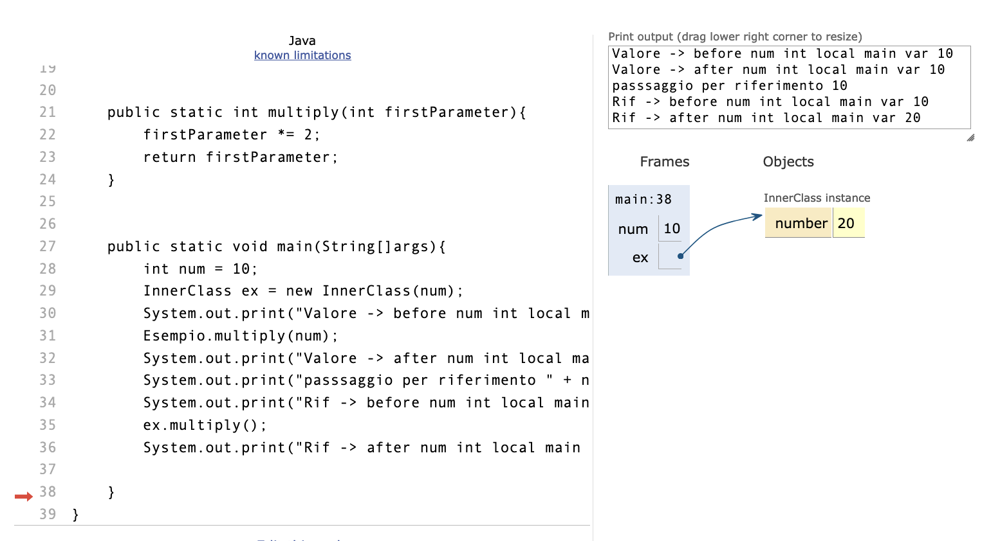 Java
known limitations
19
20
21 public static int multiply(int firstParameter){
22 firstParameter *= 2;
23 return firstParameter;
24 }
25
26
27 public static void main(String[]args){
28 int num = 10;
29 InnerClass ex = new InnerClass(num);
30 System.out.print("Valore -> before num int local m
31 Esempio.multiply(num);
32 System.out.print("Valore -> after num int local ma
33 System.out.print("passsaggio per riferimento " + n
34 System.out.print("Rif -> before num int local main
35 ex.multiply();
36 System.out.print("Rif -> after num int local main
37
38 }
39 }
Print output (drag lower right corner to resize)
Valore -> before num int local main var 10
Valore -> after num int local main var 10
passsaggio per riferimento 10
Rif -> before num int local main var 10
Rif -> after num int local main var 20
Frames Objects
main:38
num 10
ex
InnerClass instance
number 20